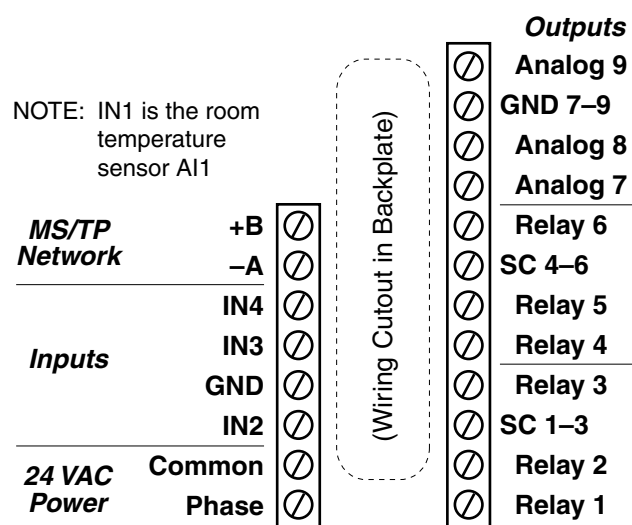 NOTE: IN1 is the room
temperature
sensor AI1
MS/TP
Network
+B
–A
Inputs
IN4
IN3
GND
IN2
24 VAC
Power
Common
Phase
(Wiring Cutout in Backplate)
Outputs
Analog 9
GND 7–9
Analog 8
Analog 7
Relay 6
SC 4–6
Relay 5
Relay 4
Relay 3
SC 1–3
Relay 2
Relay 1